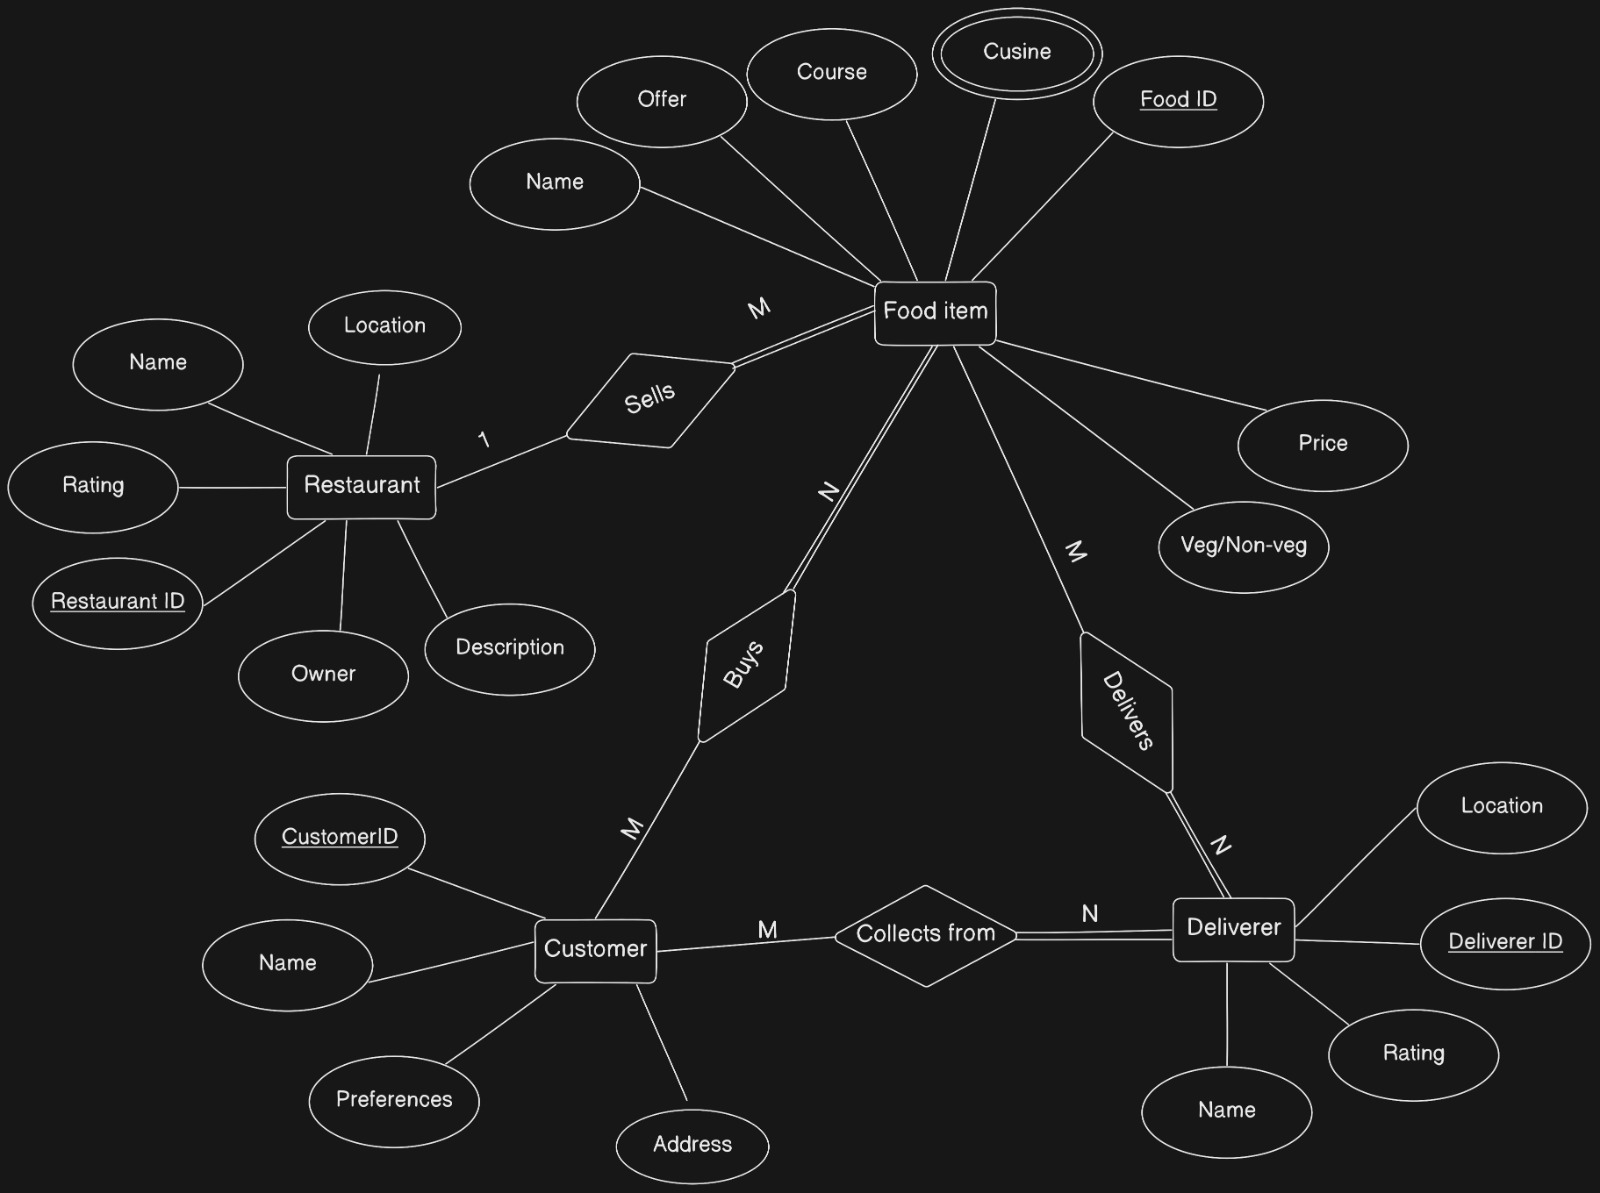 Cusine
Course
Offer
Food ID
Name
Food item
M
Location
Name
Sells
1
Price
Rating
Restaurant
N
M
Veg/Non-veg
Restaurant ID
Description
Owner
Buys
Delivers
Location
M
N
CustomerID
N
M
Collects from
Deliverer
Deliverer ID
Customer
Name
Rating
Preferences
Name
Address